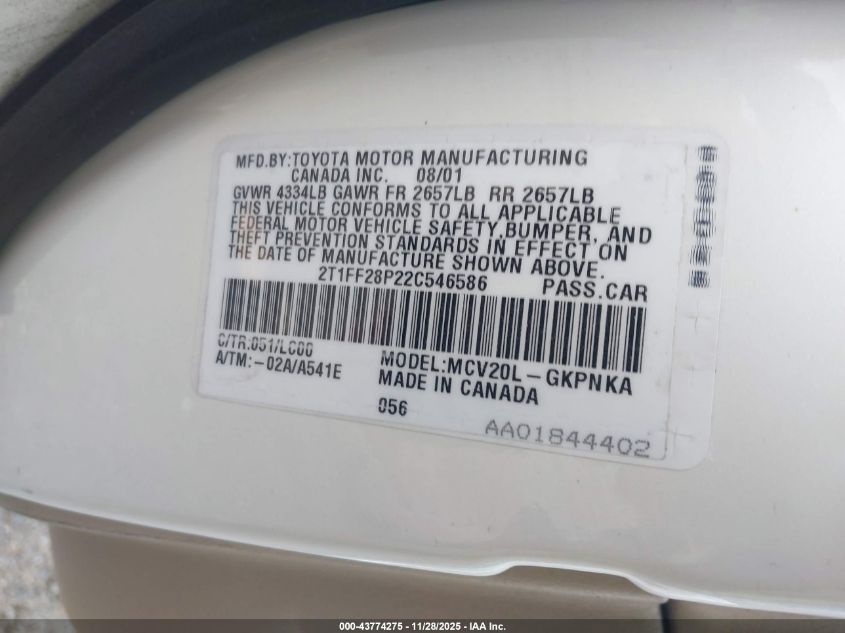 MFD.BY:TOYOTA MOTOR MANUFACTURING
CANADA INC. 08/01
GVWR 4334LB GAWR FR 2657LB RR 2657LB
THIS VEHICLE CONFORMS TO ALL APPLICABLE
FEDERAL MOTOR VEHICLE SAFETY,BUMPER, AND
THEFT PREVENTION STANDARDS IN EFFECT ON
THE DATE OF MANUFACTURE SHOWN ABOVE.
2T1FF28P22C546586 PASS.CAR
C/TR:051/LC00
A/TM:-02A/A541E
MODEL:MCV20L-GKPNKA
MADE IN CANADA
056
AA01844402
000-43774275 - 11/28/2025 - IAA Inc.